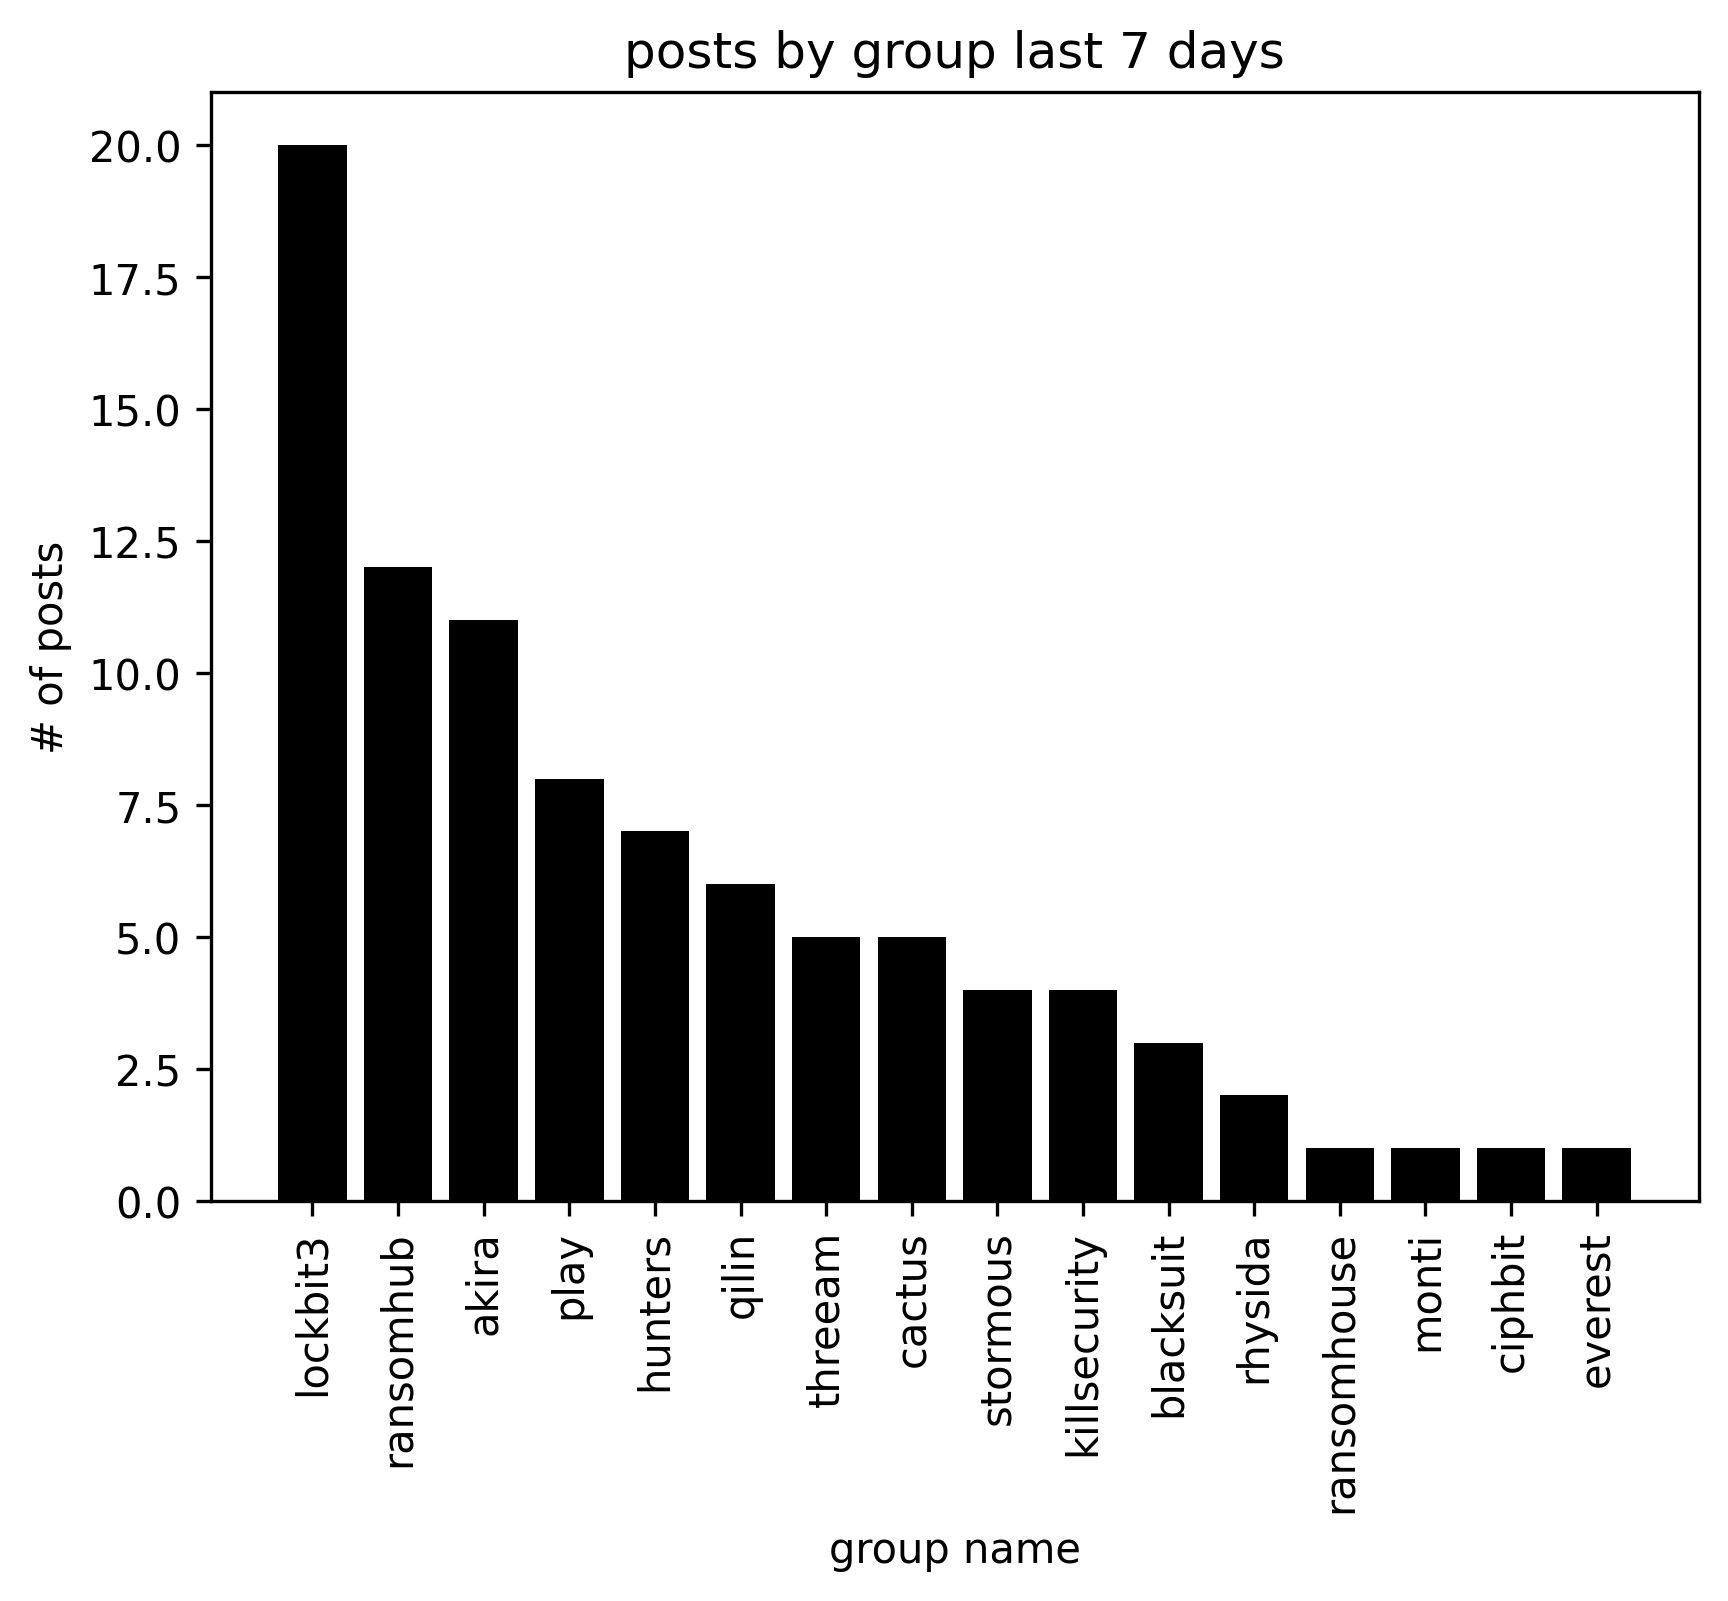 posts by group last 7 days
20.0
17.5
15.0
12.5
10.0
7.5
5.0
2.5
0.0
# of posts
lockbit3
ransomhub
akira
play
hunters
qilin
threeam
cactus
stormous
killsecurity
blacksuit
rhysida
ransomhouse
monti
ciphbit
everest
group name